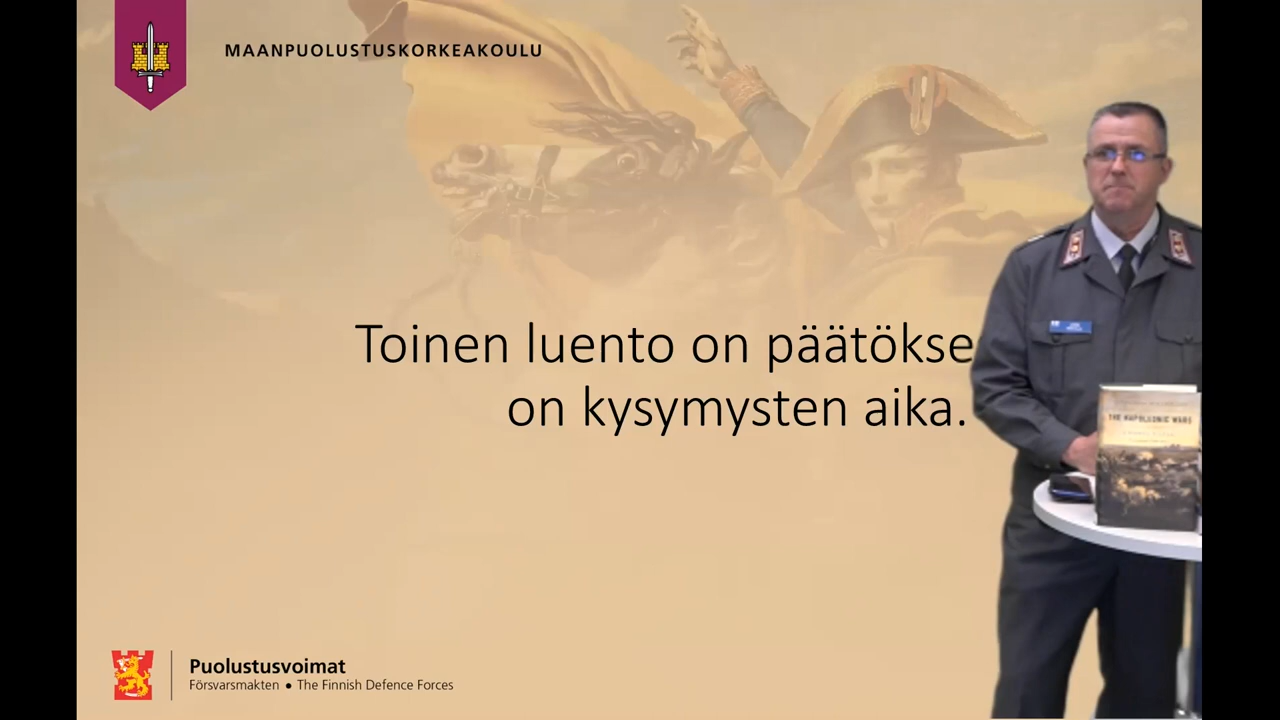 MAANPUOLUSTUSKORKEAKOULU
Toinen luento on päätökse
on kysymysten aika.
THE NAPOLEONIC WARS
Puolustusvoimat
Försvarsmakten ● The Finnish Defence Forces